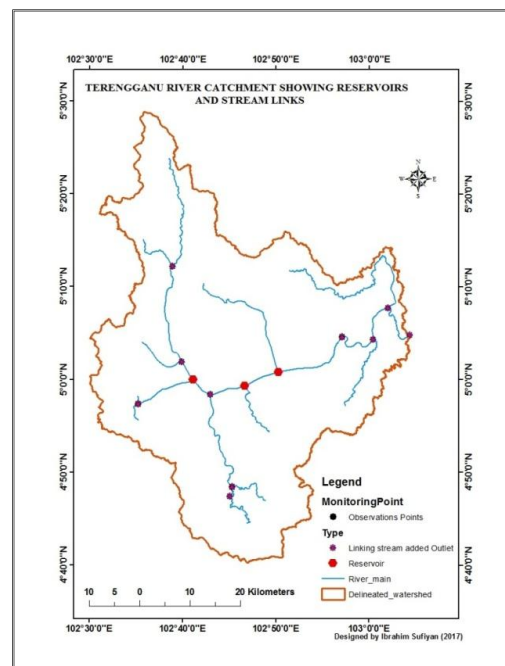 102°30'0"E 102°40'0"E 102°50'0"E 103°0'0"E
TERENGGANU RIVER CATCHMENT SHOWING RESERVOIRS
AND STREAM LINKS
5°30'0"N 5°30'0"N
N
W E
S
5°20'0"N 5°20'0"N
5°10'0"N 5°0'0"N
5°0'0"N 5°0'0"N
4°50'0"N 4°50'0"N
4°40'0"N 4°40'0"N
Legend
MonitoringPoint
Observations Points
Type
Linking stream added Outlet
Reservoir
River_main
Delineated_watershed
10 5 0 10 20 Kilometers
102°30'0"E 102°40'0"E 102°50'0"E 103°0'0"E
Designed by Ibrahim Sufiyan (2017)